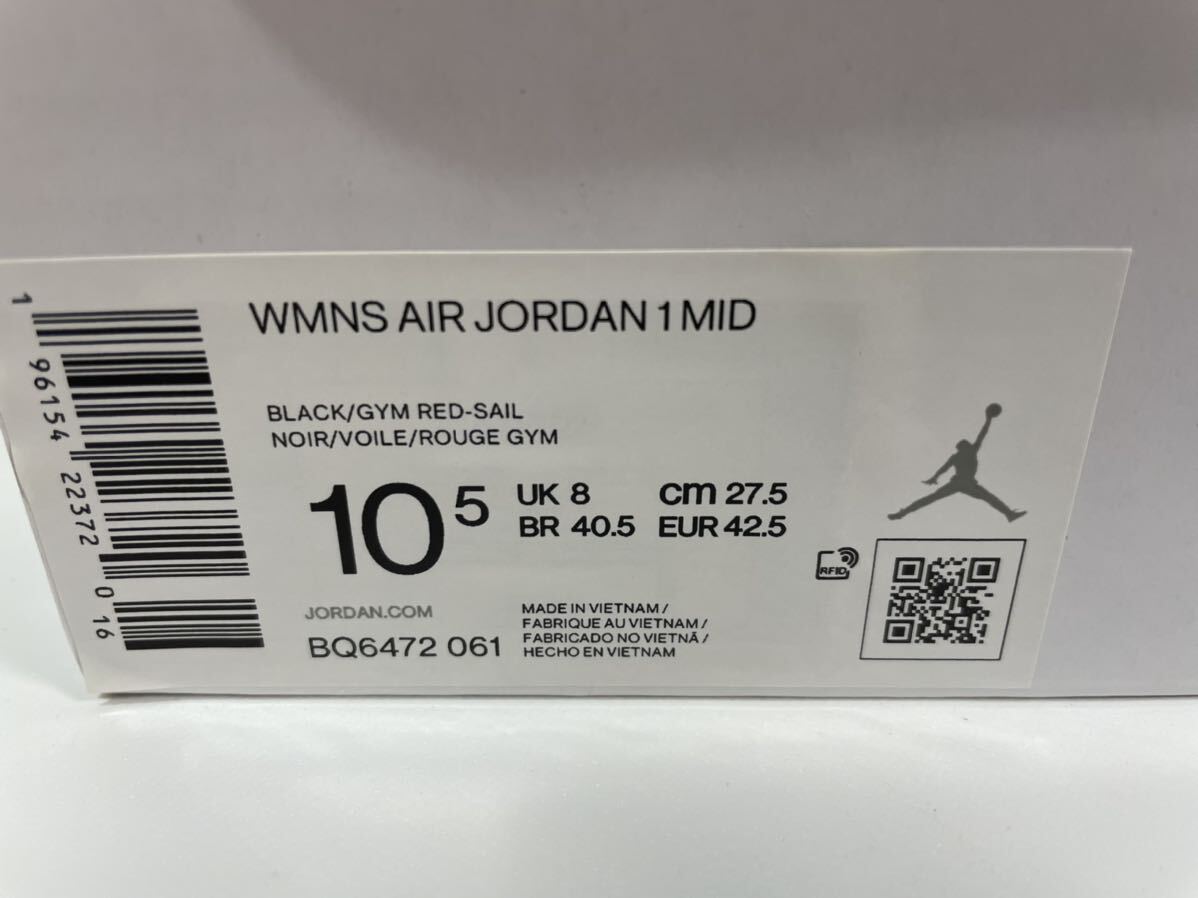 WMNS AIR JORDAN 1 MID
BLACK/GYM RED-SAIL
NOIR/VOILE/ROUGE GYM
10 5
UK 8 cm 27.5
BR 40.5 EUR 42.5
JORDAN.COM
BQ6472 061
MADE IN VIETNAM /
FABRIQUE AU VIETNAM /
FABRICADO NO VIETNÃ /
HECHO EN VIETNAM
RFID
1 96154 22372 0 16